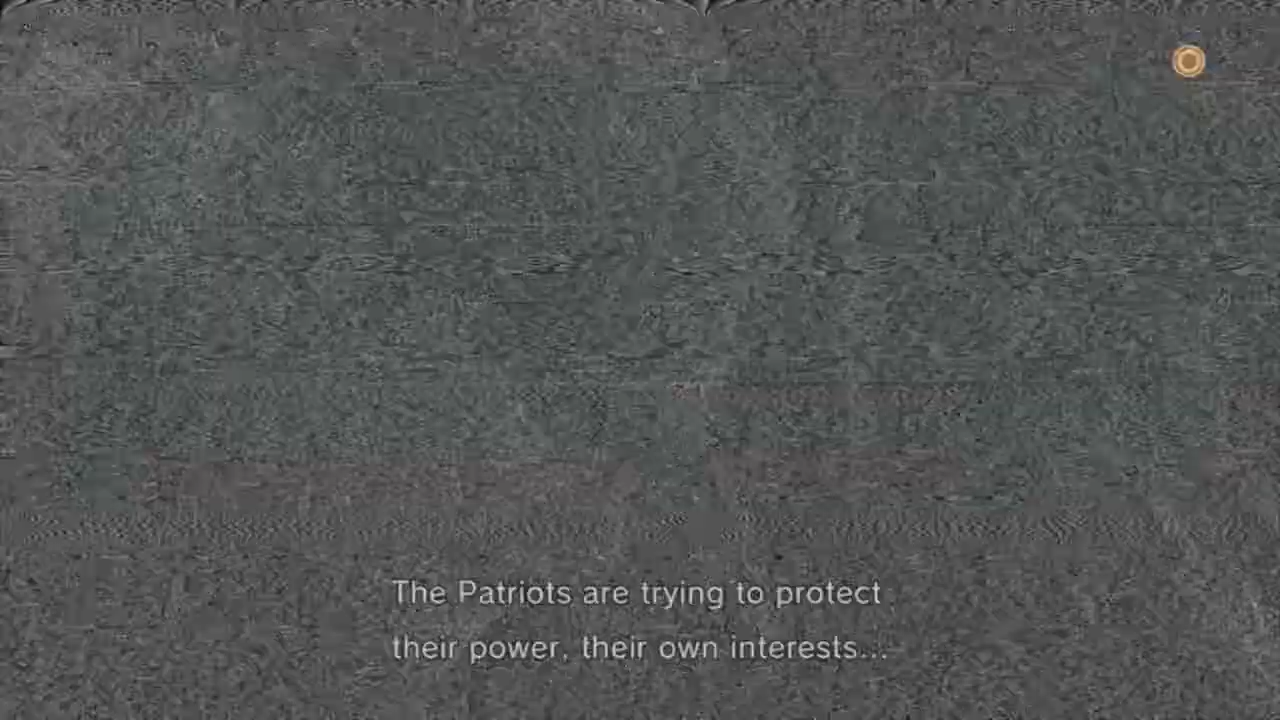 The Patriots are trying to protect
their power, their own interests...